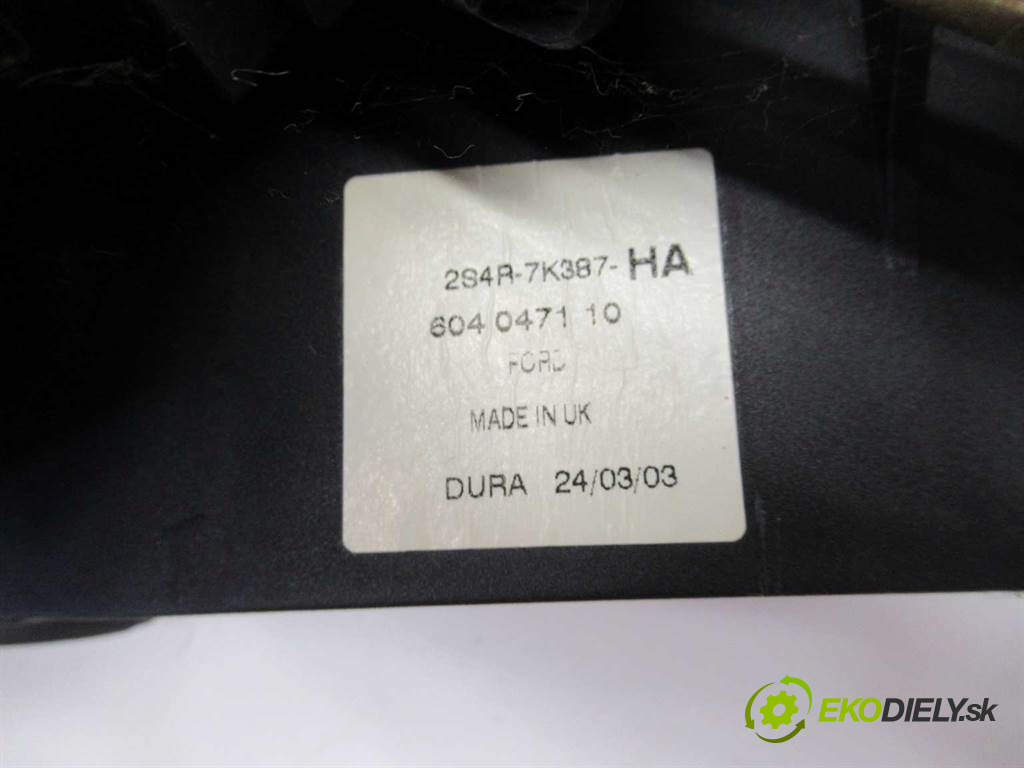 2S4R-7K387-HA
604 0471 10
FORD
MADE IN UK
DURA 24/03/03
EKODIELY.sk